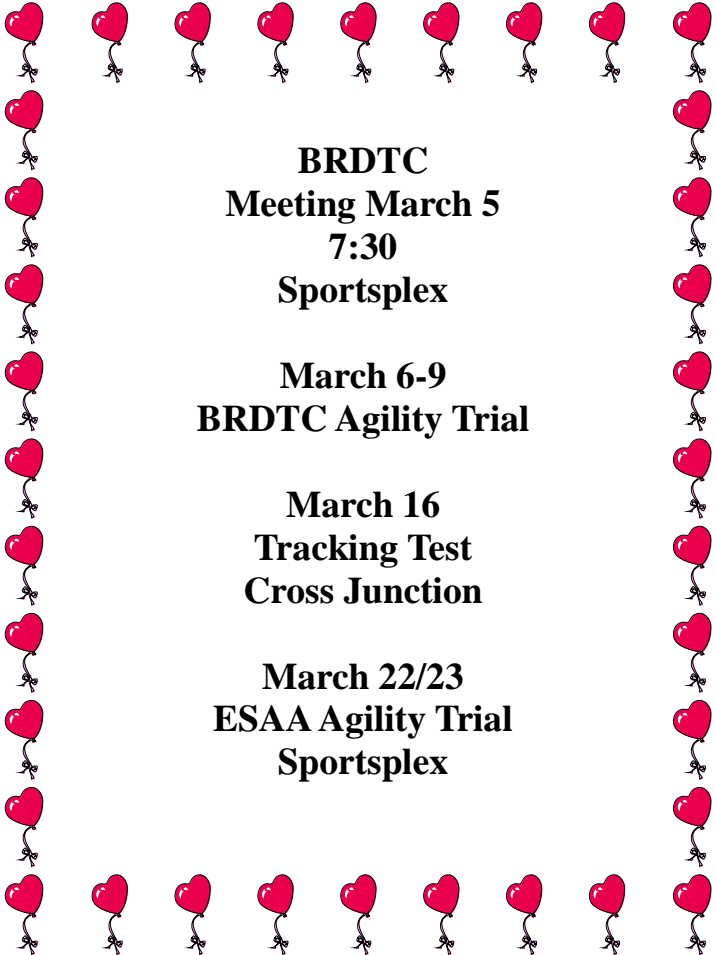 BRDTC
Meeting March 5
7:30
Sportsplex
March 6-9
BRDTC Agility Trial
March 16
Tracking Test
Cross Junction
March 22/23
ESAA Agility Trial
Sportsplex